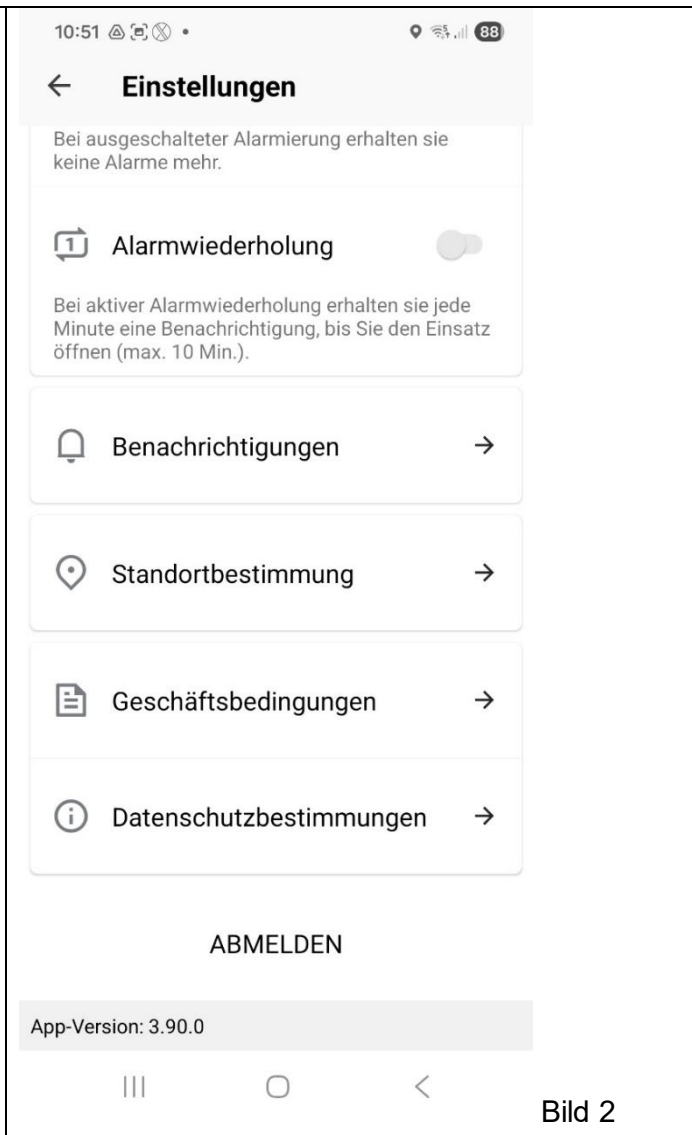 10:51
88
Einstellungen
Bei ausgeschalteter Alarmierung erhalten sie
keine Alarme mehr.
1
Alarmwiederholung
Bei aktiver Alarmwiederholung erhalten sie jede
Minute eine Benachrichtigung, bis Sie den Einsatz
öffnen (max. 10 Min.).
Benachrichtigungen
Standortbestimmung
Geschäftsbedingungen
Datenschutzbestimmungen
ABMELDEN
App-Version: 3.90.0
Bild 2